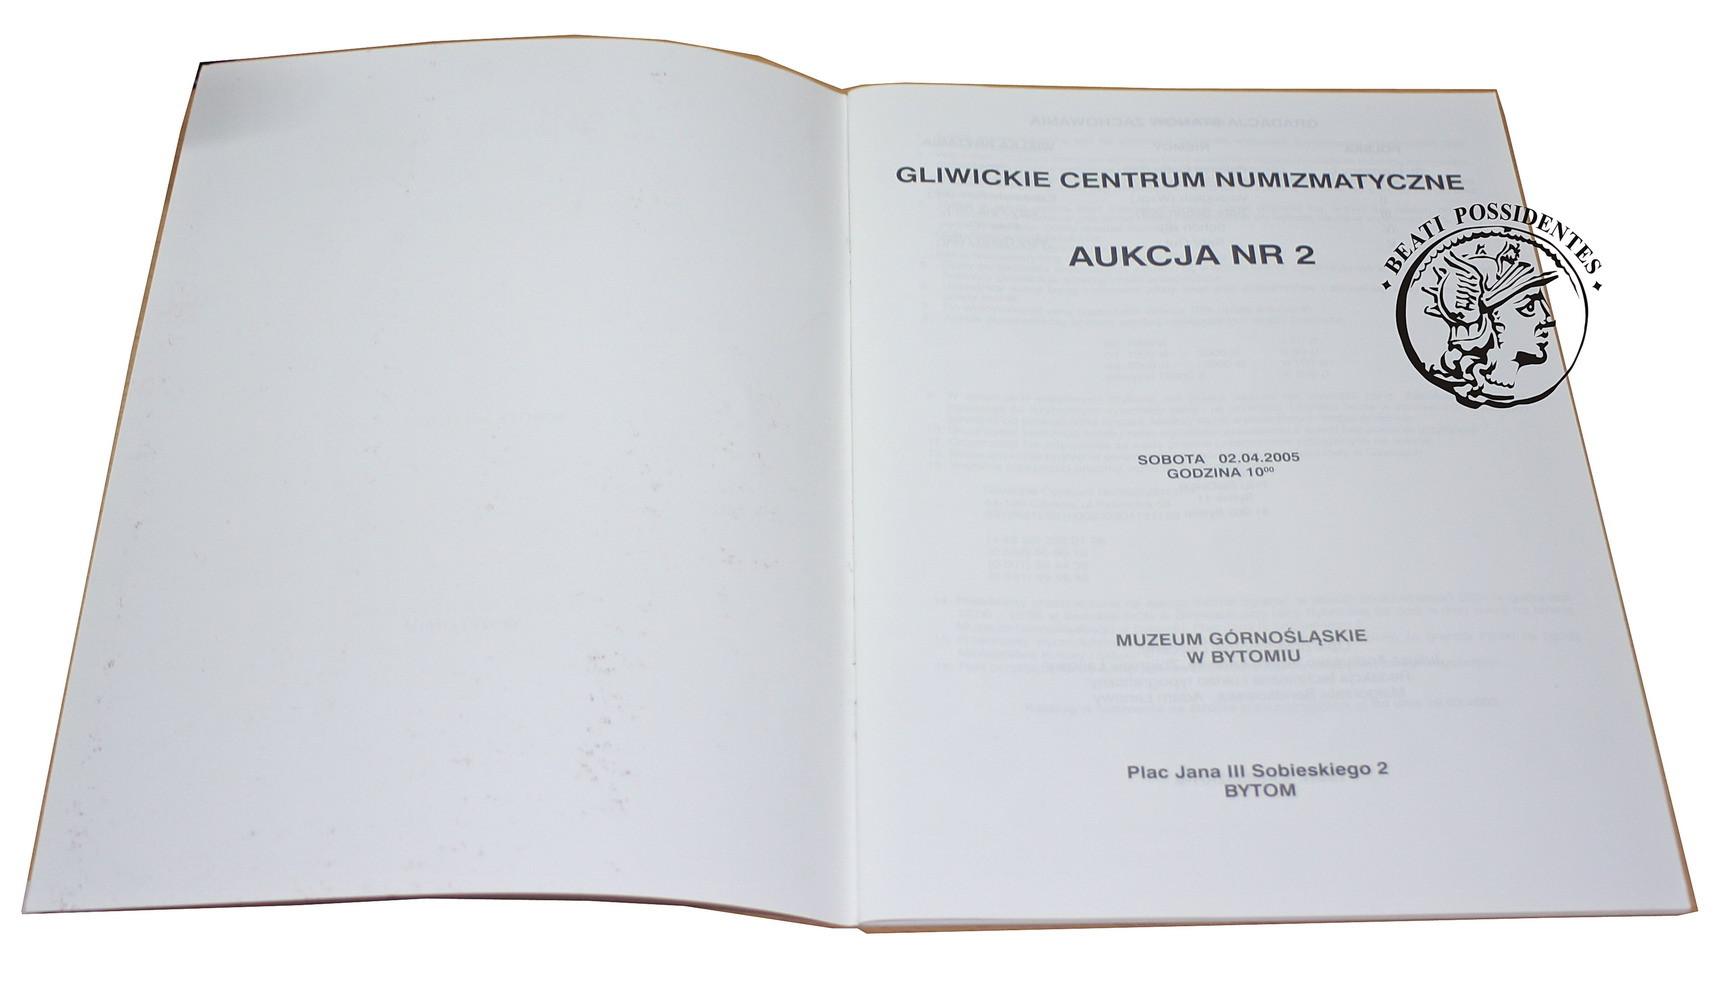 GLIWICKIE CENTRUM NUMIZMATYCZNE
AUKCJA NR 2
BEATI POSSIDENTES
SOBOTA 02.04.2005
GODZINA 10⁰⁰
MUZEUM GÓRNOŚLĄSKIE
W BYTOMIU
Plac Jana III Sobieskiego 2
BYTOM